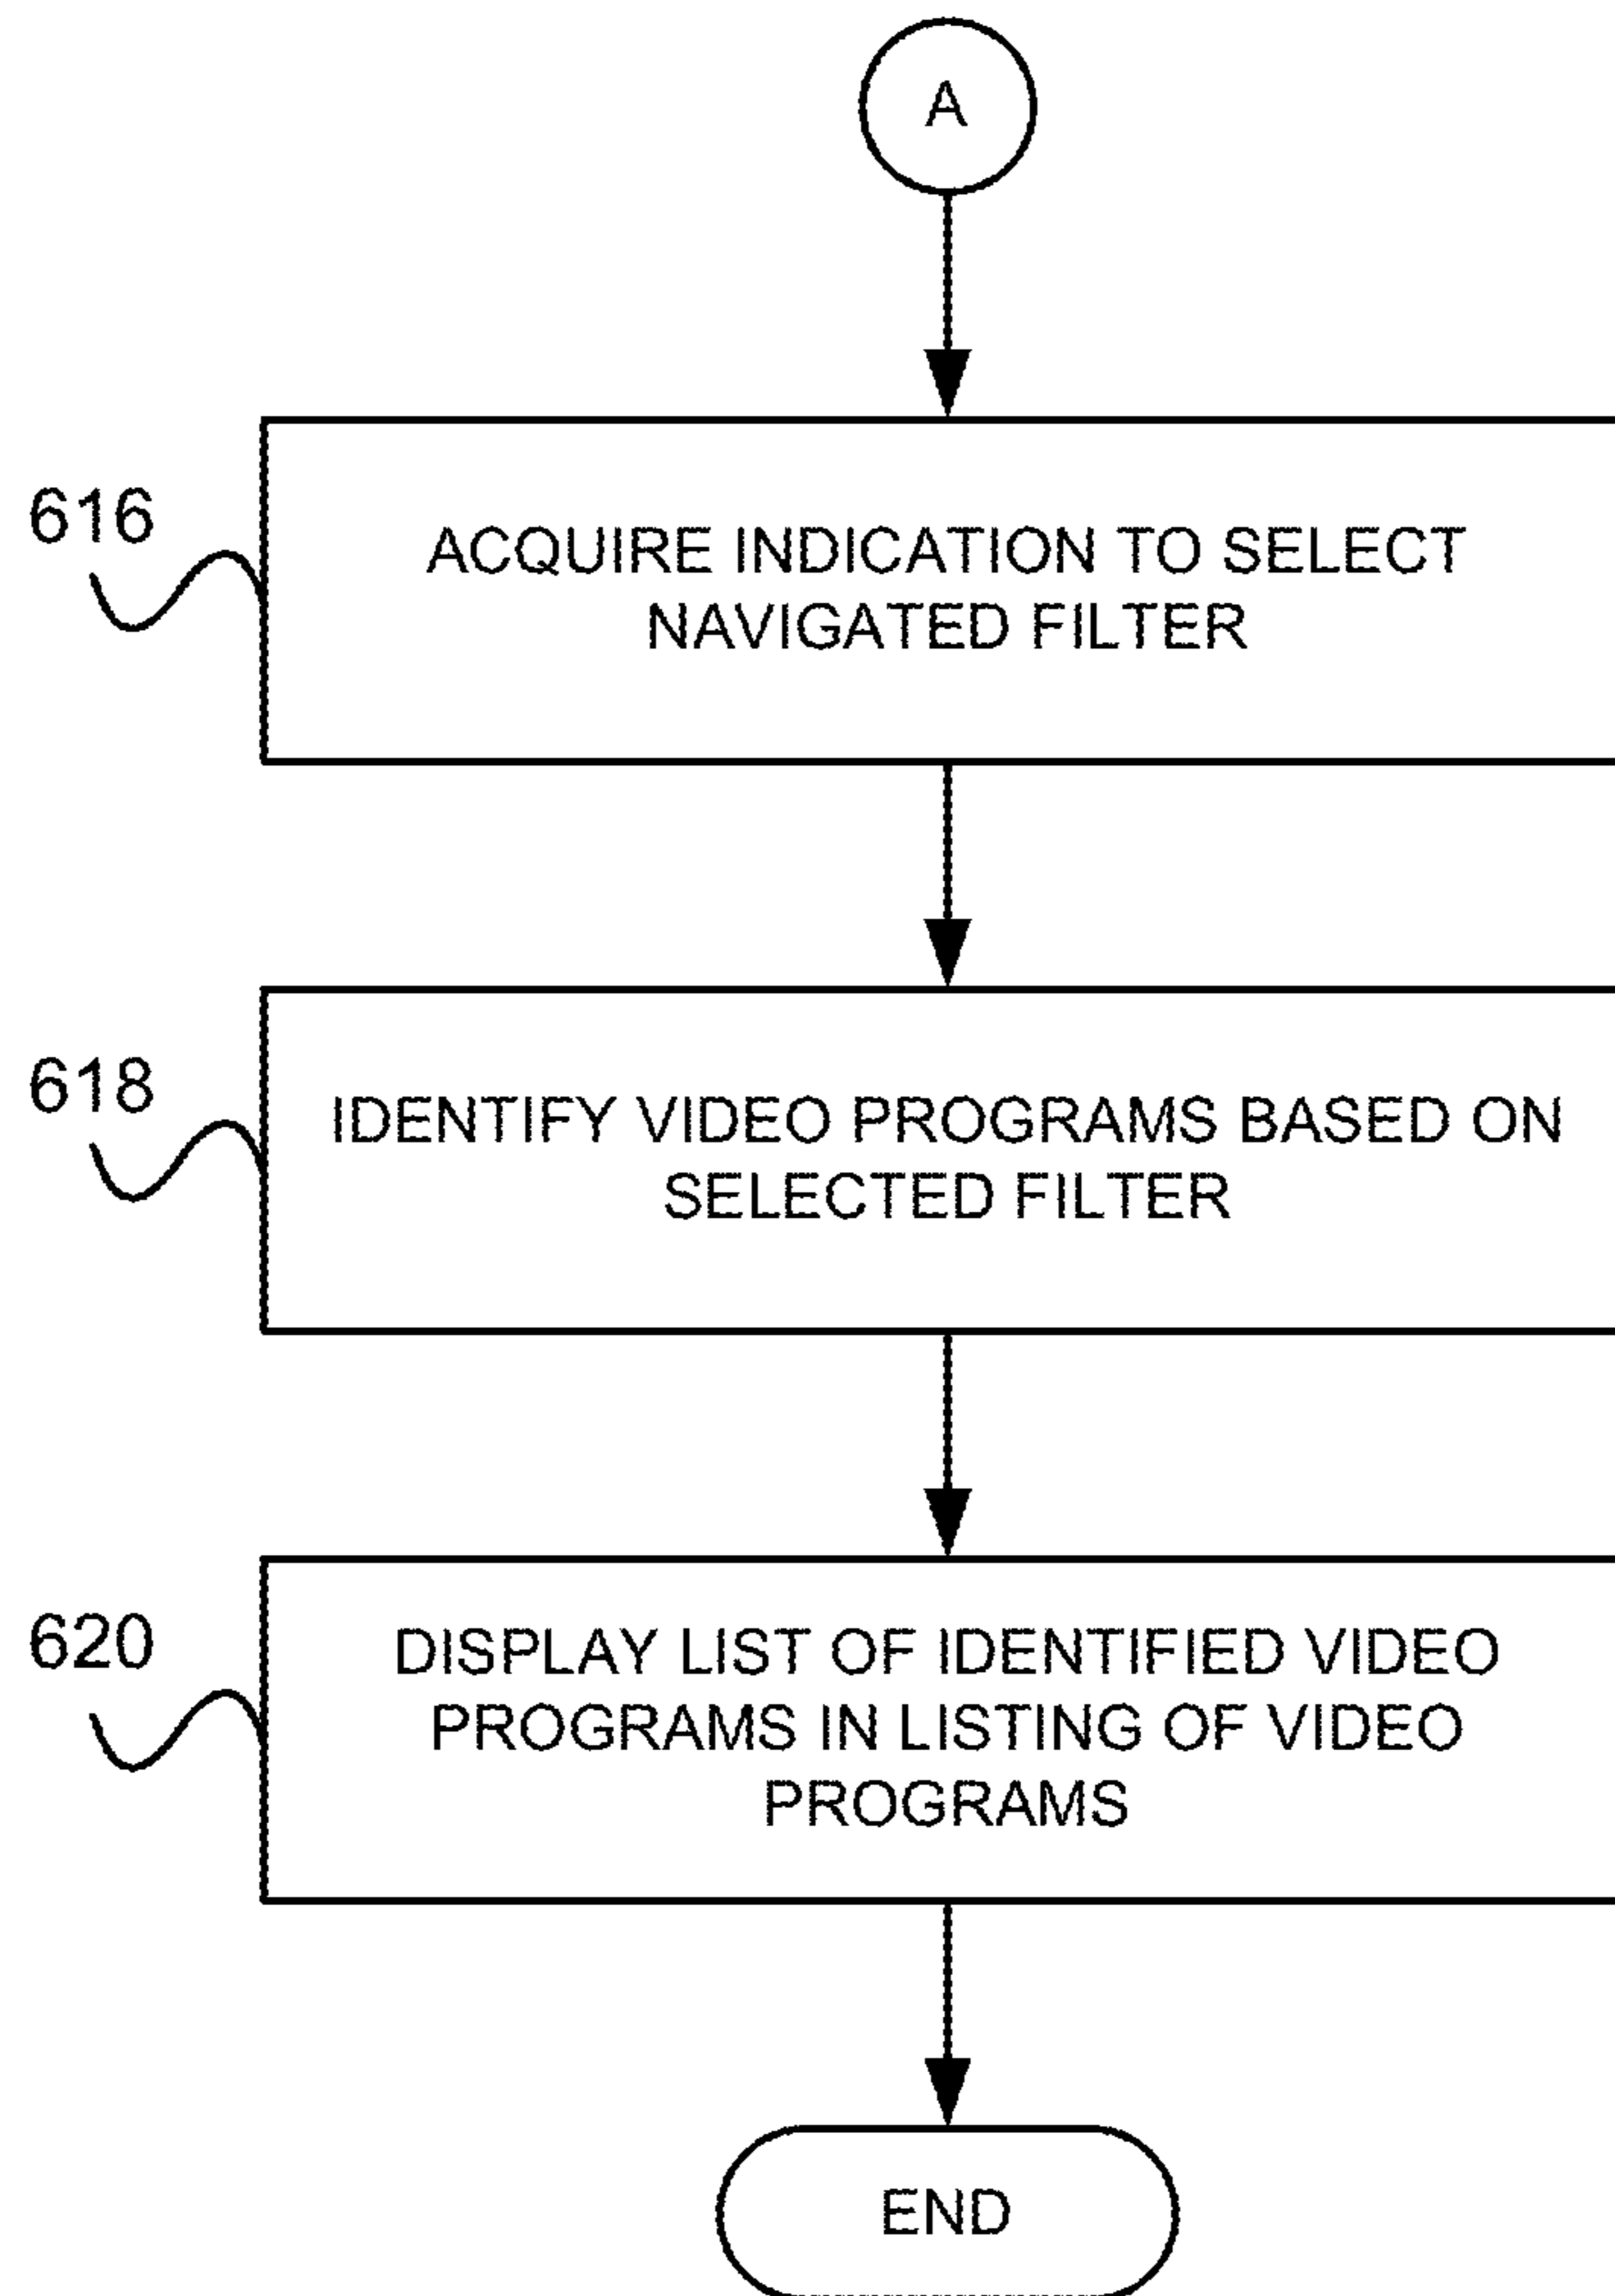 A
616
ACQUIRE INDICATION TO SELECT
NAVIGATED FILTER
618
IDENTIFY VIDEO PROGRAMS BASED ON
SELECTED FILTER
620
DISPLAY LIST OF IDENTIFIED VIDEO
PROGRAMS IN LISTING OF VIDEO
PROGRAMS
END